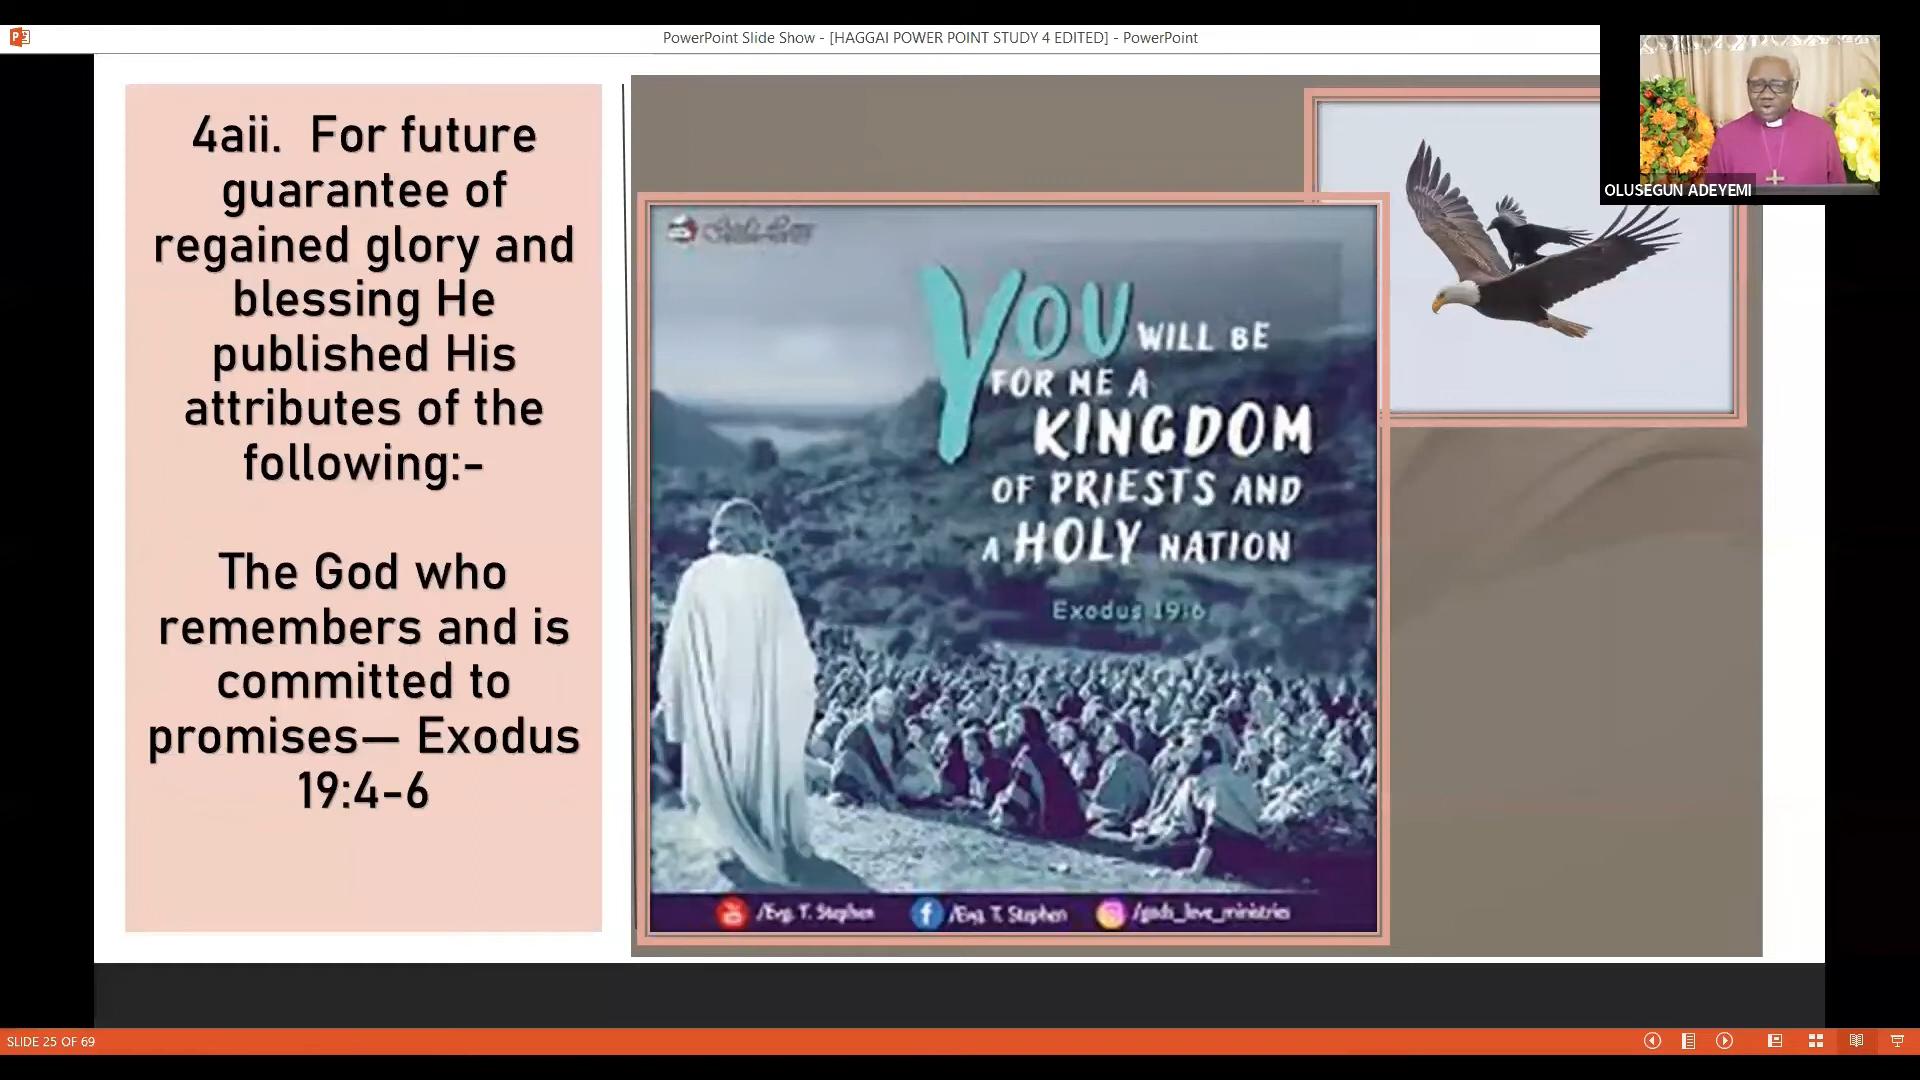 PowerPoint Slide Show - [HAGGAI POWER POINT STUDY 4 EDITED] - PowerPoint
OLUSEGUN ADEYEMI
4aii. For future
guarantee of
regained glory and
blessing He
published His
attributes of the
following:-
The God who
remembers and is
committed to
promises— Exodus
19:4-6
YOU WILL BE
FOR ME A
KINGDOM
OF PRIESTS AND
A HOLY NATION
Exodus 19:6
/Evg. T. Stephen
/Evg. T. Stephen
/gods_love_ministries
SLIDE 25 OF 69